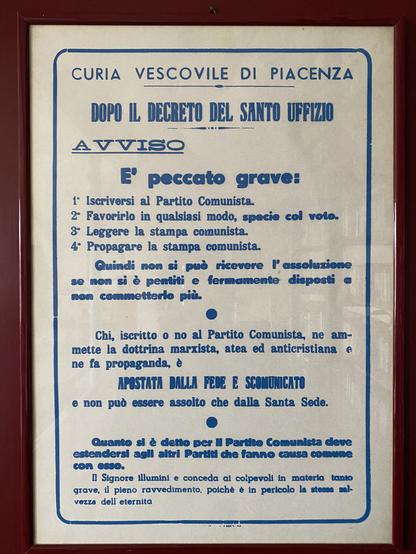 CURIA VESCOVILE DI PIACENZA
DOPO IL DECRETO DEL SANTO UFFIZIO
AVVISO
E' peccato grave:
1° Iscriversi al Partito Comunista.
2° Favorirlo in qualsiasi modo, specie col voto.
3° Leggere la stampa comunista.
4° Propagare la stampa comunista.
Quindi non si può ricevere l'assoluzione
se non si è pentiti e fermamente disposti a
non commetterlo più.
Chi, iscritto o no al Partito Comunista, ne am-
mette la dottrina marxista, atea ed anticristiana e
ne fa propaganda, è
APOSTATA DALLA FEDE E SCOMUNICATO
e non può essere assolto che dalla Santa Sede.
Quanto si è detto per il Partito Comunista deve
estendersi agli altri Partiti che fanno causa comune
con esso.
Il Signore illumini e conceda ai colpevoli in materia tanto
grave, il pieno ravvedimento, poichè è in pericolo la stessa sal-
vezza dell'eternità